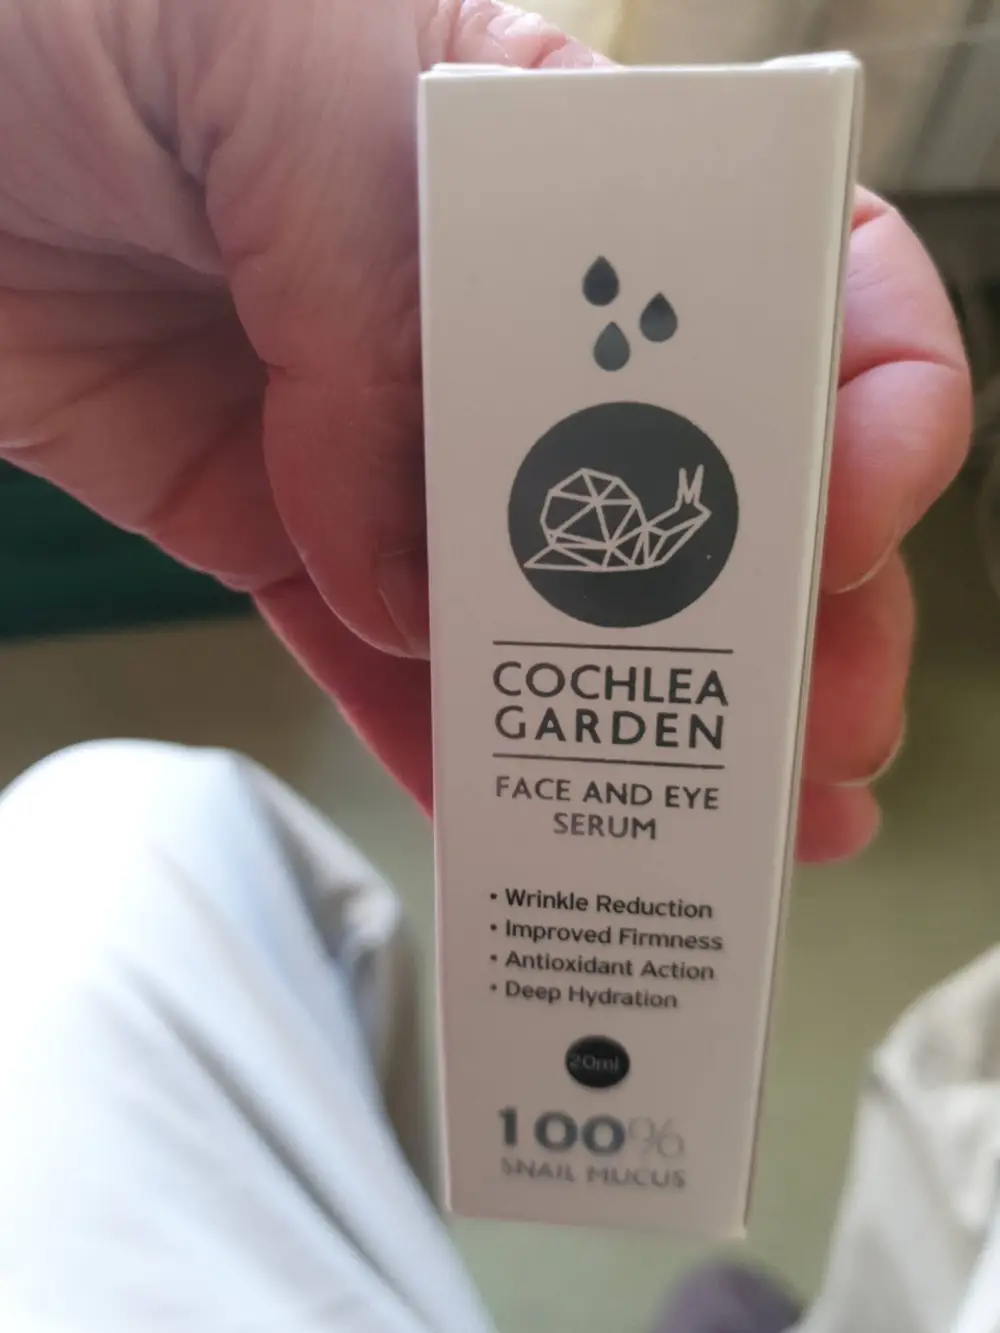 COCHLEA
GARDEN
FACE AND EYE
SERUM
• Wrinkle Reduction
• Improved Firmness
• Antioxidant Action
• Deep Hydration
20ml
100%
SNAIL MUCUS